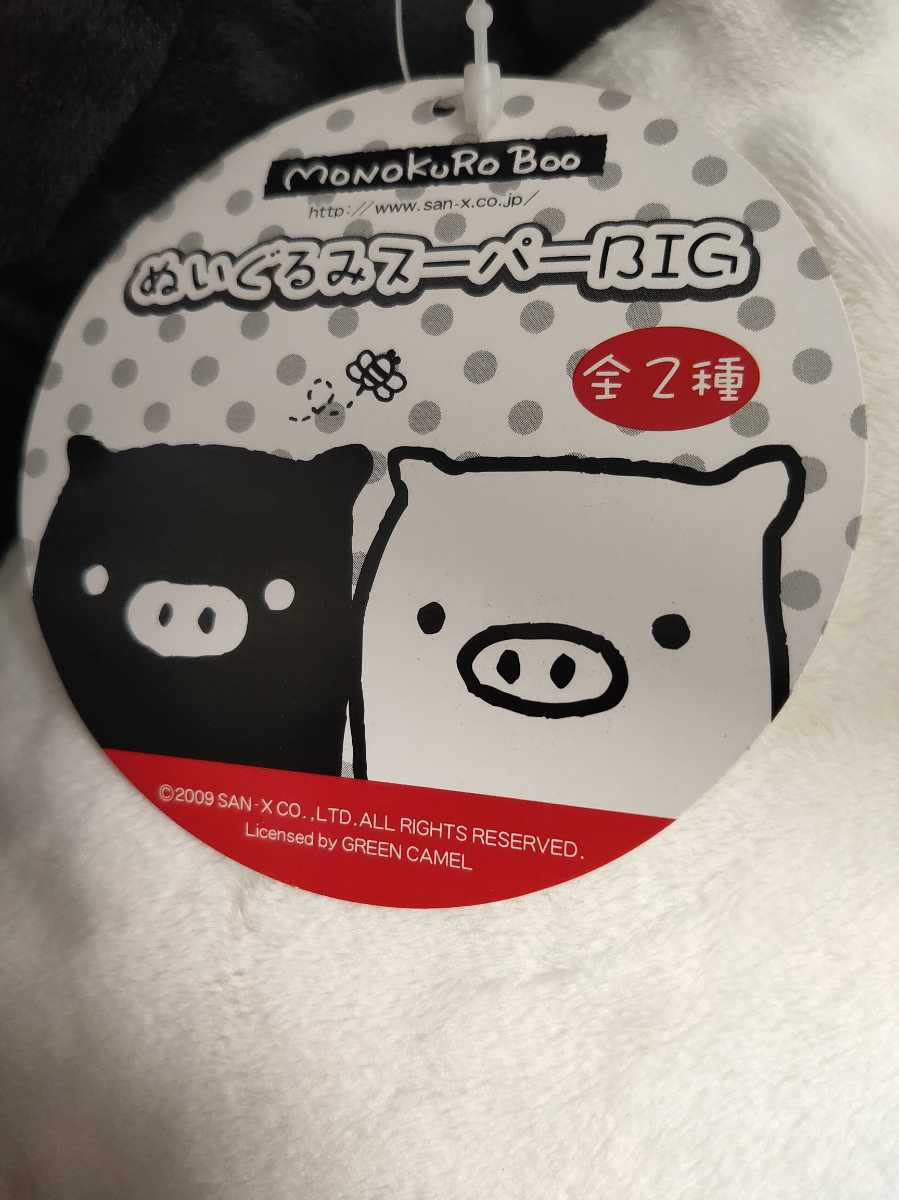 MONOKURO BOO
http://www.san-x.co.jp/
ぬいぐるみスーパーBIG
全2種
©2009 SAN-X CO.,LTD.ALL RIGHTS RESERVED.
Licensed by GREEN CAMEL